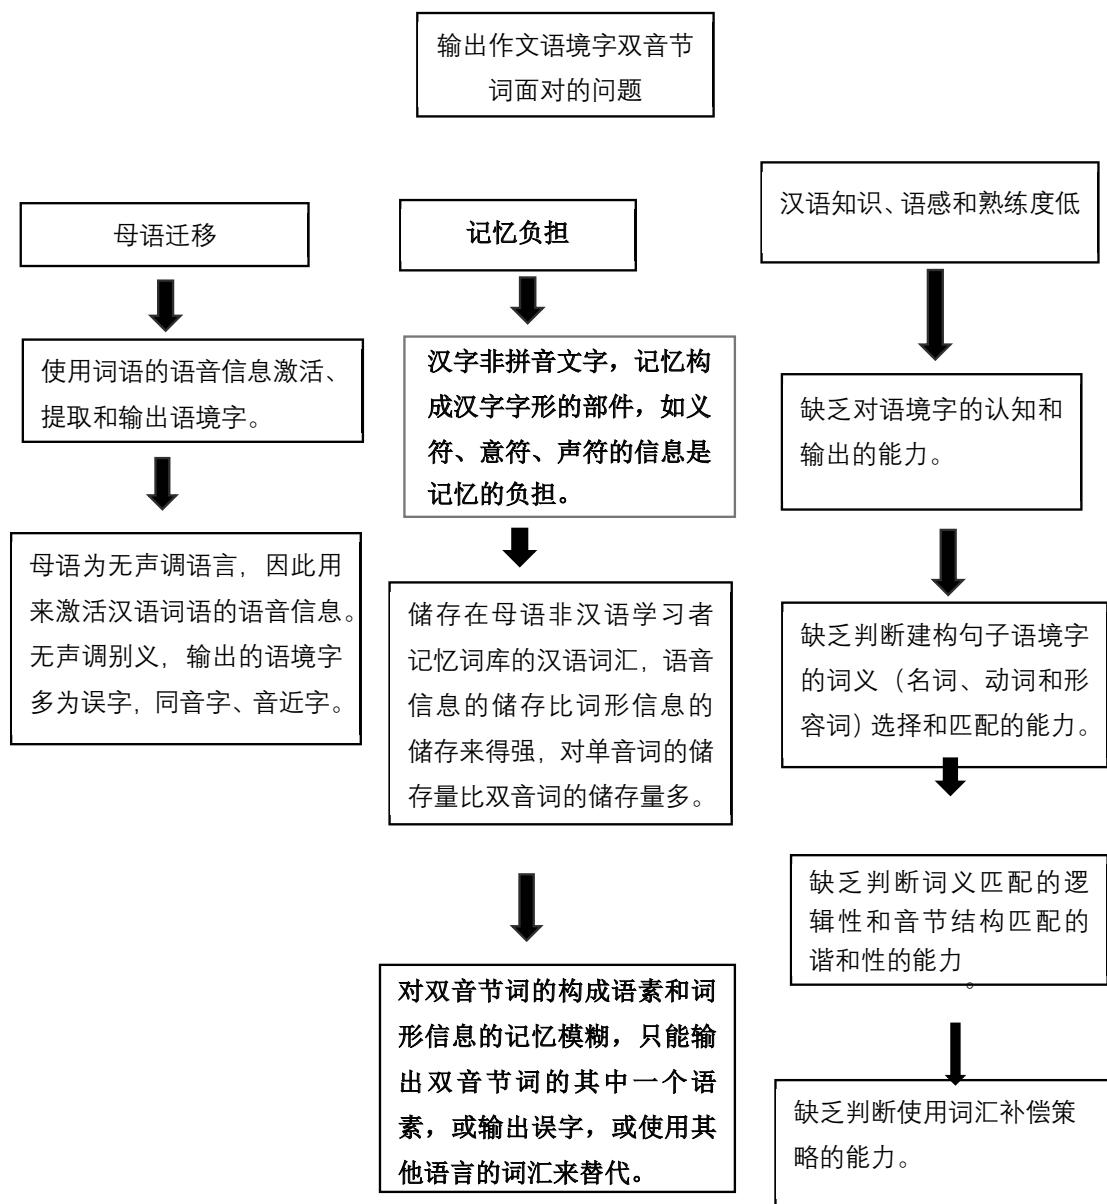 输出作文语境字双音节
词面对的问题
母语迁移
使用词语的语音信息激活、
提取和输出语境字。
母语为无声调语言，因此用
来激活汉语词语的语音信息。
无声调别义，输出的语境字
多为误字，同音字、音近字。
记忆负担
汉字非拼音文字，记忆构
成汉字字形的部件，如义
符、意符、声符的信息是
记忆的负担。
储存在母语非汉语学习者
记忆词库的汉语词汇，语音
信息的储存比词形信息的
储存来得强，对单音词的储
存量比双音词的储存量多。
对双音节词的构成语素和词
形信息的记忆模糊，只能输
出双音节词的其中一个语
素，或输出误字，或使用其
他语言的词汇来替代。
汉语知识、语感和熟练度低
缺乏对语境字的认知和
输出的能力。
缺乏判断建构句子语境字
的词义（名词、动词和形
容词）选择和匹配的能力。
缺乏判断词义匹配的逻
辑性和音节结构匹配的
谐和性的能力
。
缺乏判断使用词汇补偿策
略的能力。